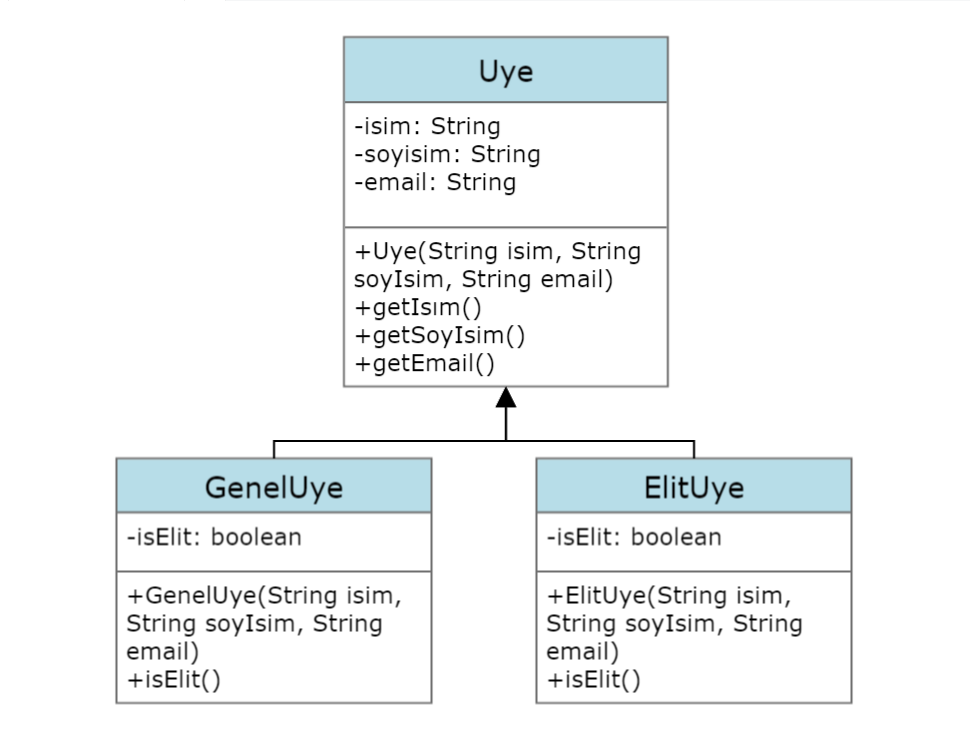 Uye
-isim: String
-soyisim: String
-email: String
+Uye(String isim, String
soyIsim, String email)
+getIsım()
+getSoyIsim()
+getEmail()
GenelUye
-isElit: boolean
+GenelUye(String isim,
String soyIsim, String
email)
+isElit()
ElitUye
-isElit: boolean
+ElitUye(String isim,
String soyIsim, String
email)
+isElit()